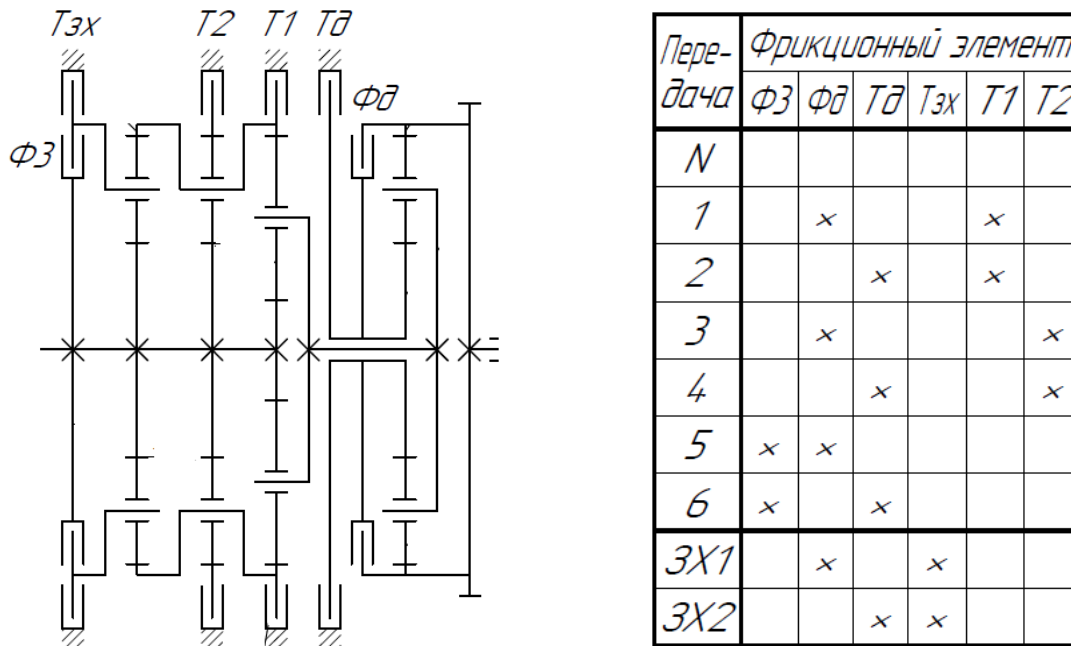 Тзх Т2 Т1 Тд
Фд
Ф3
Пере-дача Фрикционный элемент
Ф3 Фд Тд Тзх Т1 Т2
N
1 × ×
2 × ×
3 × ×
4 × ×
5 × ×
6 × ×
ЗХ1 × ×
ЗХ2 × ×